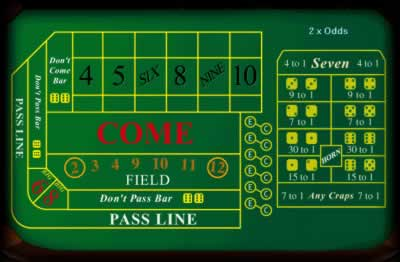 2 x Odds
Don't Come Bar
4 5 SIX 8 NINE 10
4 to 1 Seven 4 to 1
9 to 1 9 to 1
7 to 1 7 to 1
30 to 1 30 to 1
HORN
15 to 1 15 to 1
7 to 1 Any Craps 7 to 1
PASS LINE
Don't Pass Bar
COME
E C
E C
E C
E C
E C
2 3 4 9 10 11 12
FIELD
6 8
Don't Pass Bar
PASS LINE